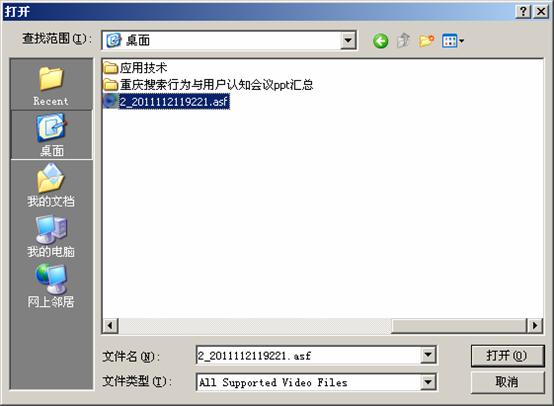 打开
查找范围(I):
桌面
Recent
桌面
我的文档
我的电脑
网上邻居
应用技术
重庆搜索行为与用户认知会议ppt汇总
2_2011112119221.asf
文件名(N):
2_2011112119221.asf
打开(O)
文件类型(T):
All Supported Video Files
取消